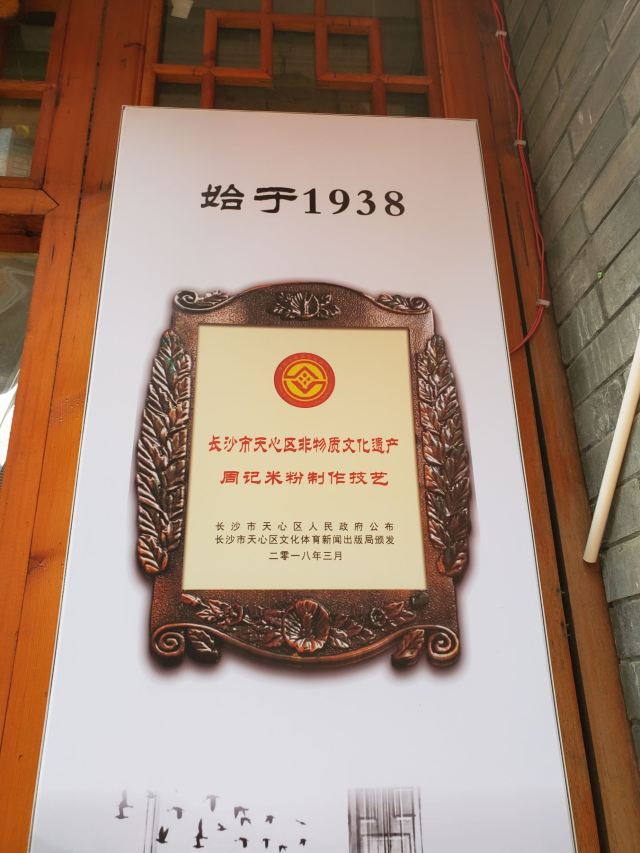 始于1938
长沙市天心区非物质文化遗产
周记米粉制作技艺
长沙市天心区人民政府公布
长沙市天心区文化体育新闻出版局颁发
二零一八年三月